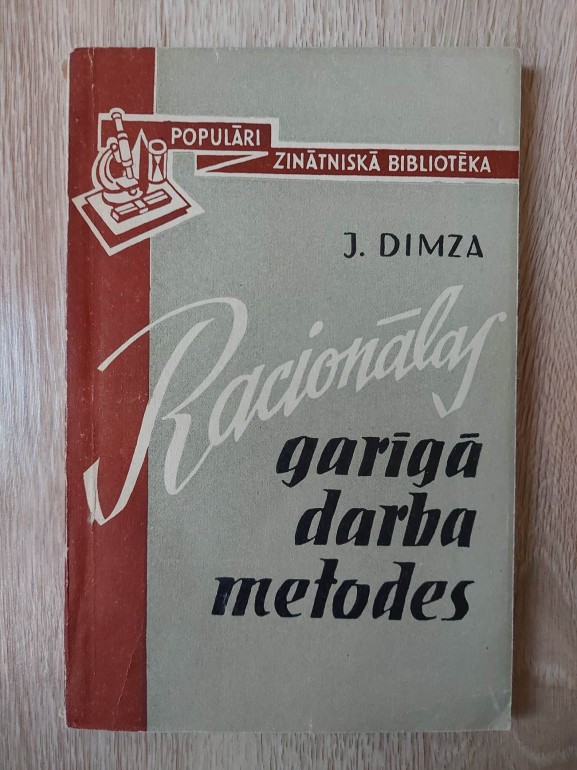 POPULĀRI
ZINĀTNISKĀ BIBLIOTĒKA
J. DIMZA
Racionālas
garīgā
darba
metodes